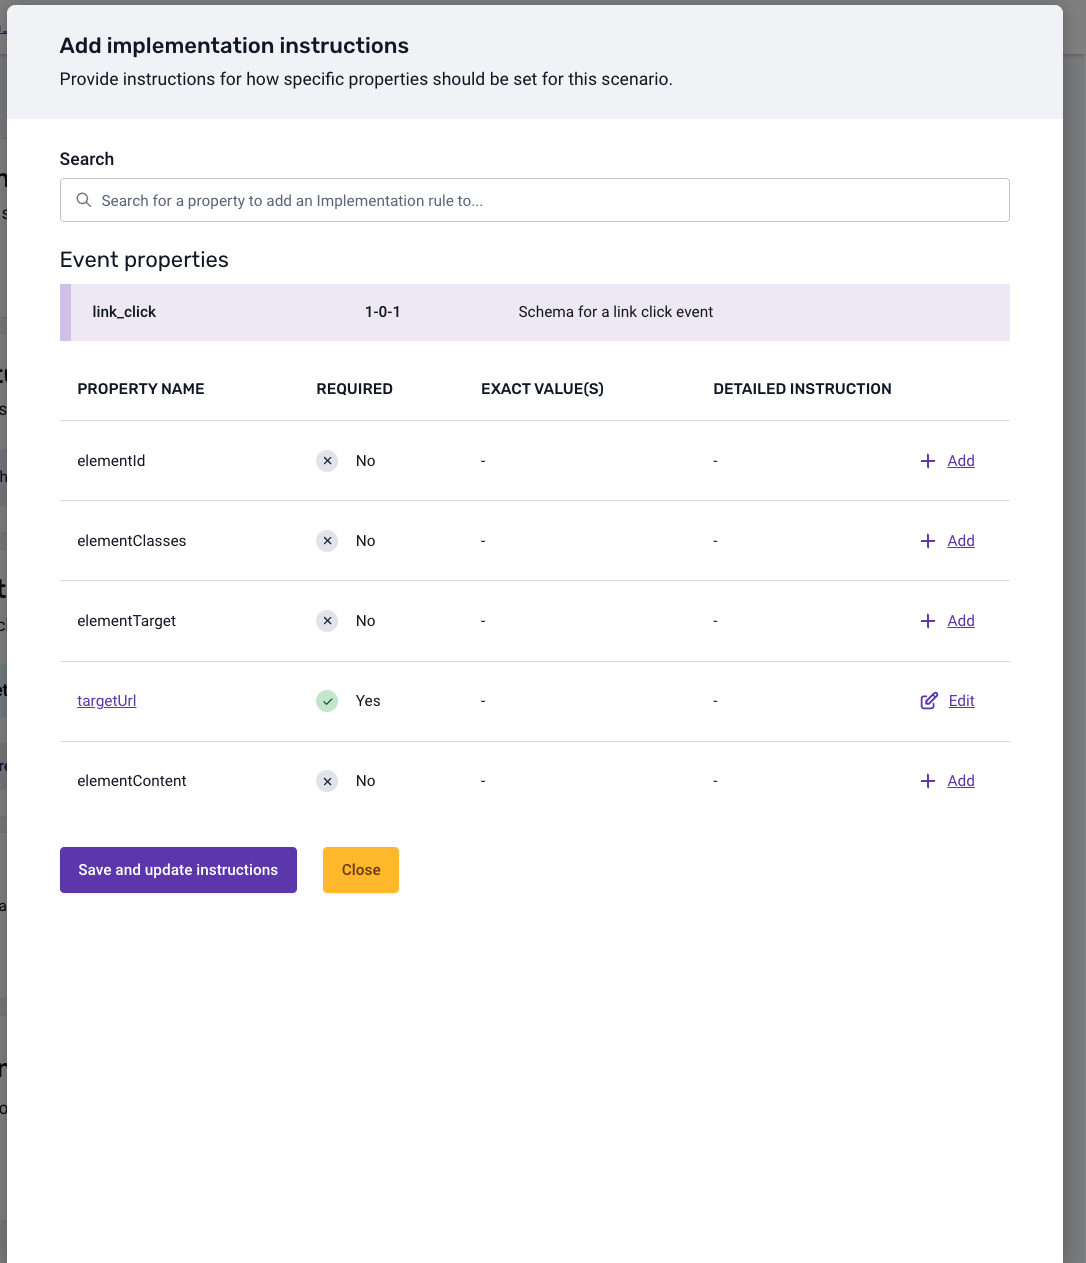 Add implementation instructions
Provide instructions for how specific properties should be set for this scenario.
Search
Search for a property to add an Implementation rule to...
Event properties
link_click 1-0-1 Schema for a link click event
PROPERTY NAME REQUIRED EXACT VALUE(S) DETAILED INSTRUCTION
elementId No - - Add
elementClasses No - - Add
elementTarget No - - Add
targetUrl Yes - - Edit
elementContent No - - Add
Save and update instructions Close